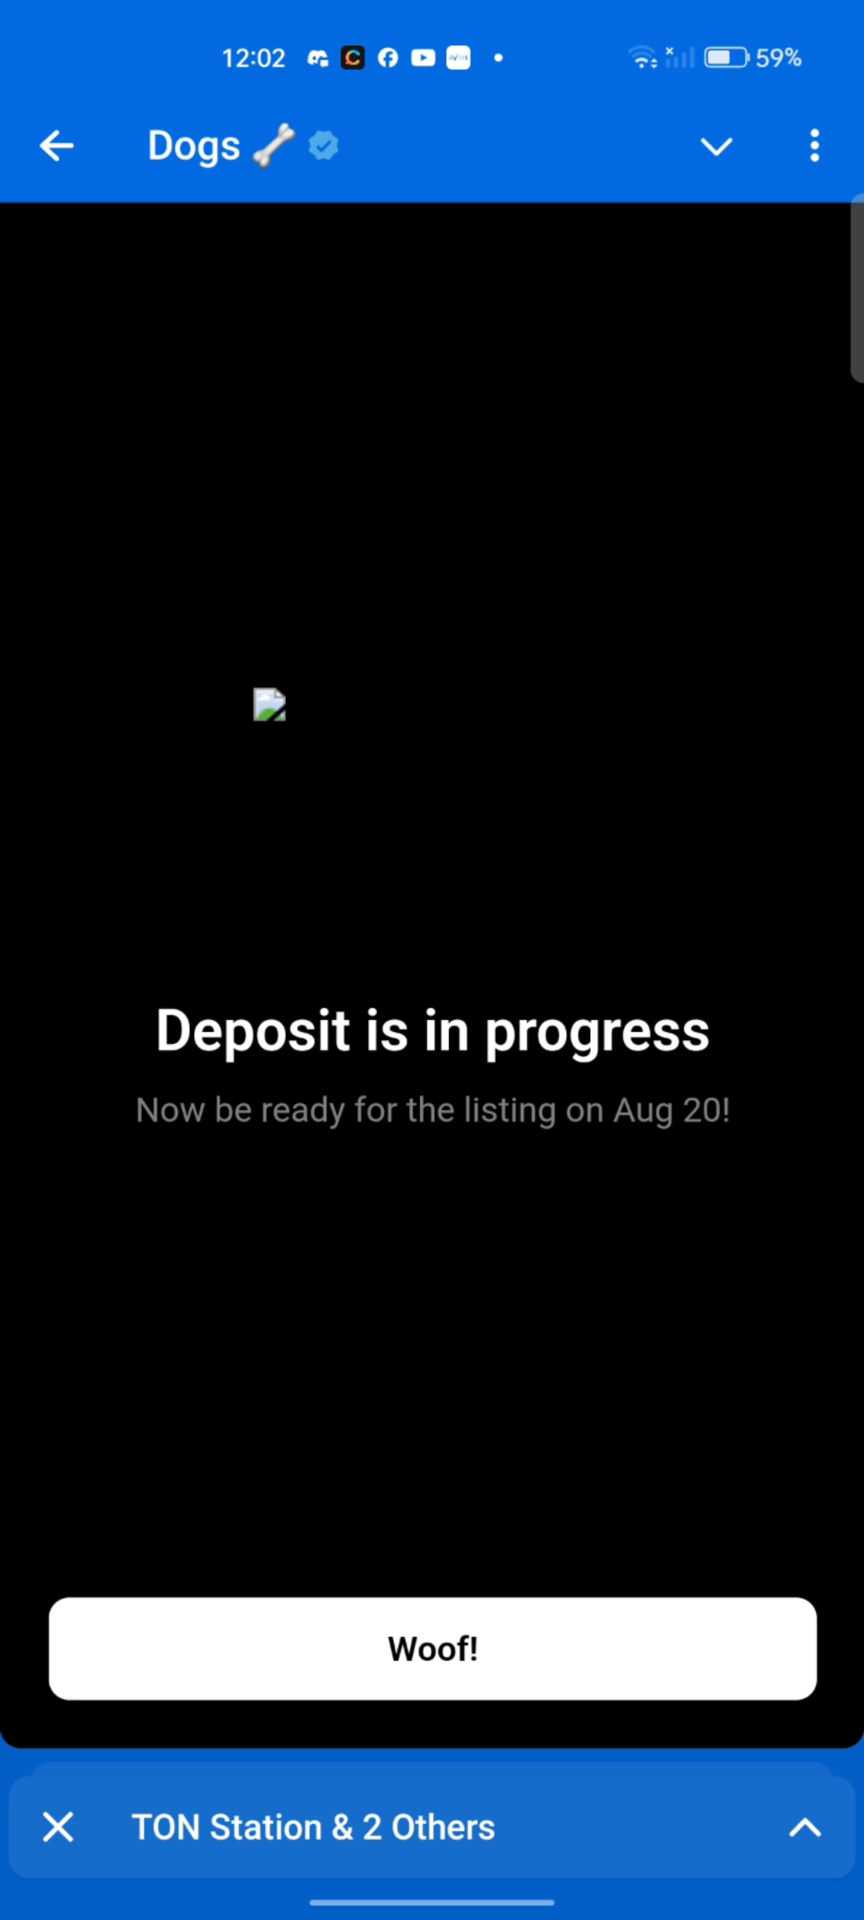 12:02
59%
Dogs 🦴
Deposit is in progress
Now be ready for the listing on Aug 20!
Woof!
TON Station & 2 Others